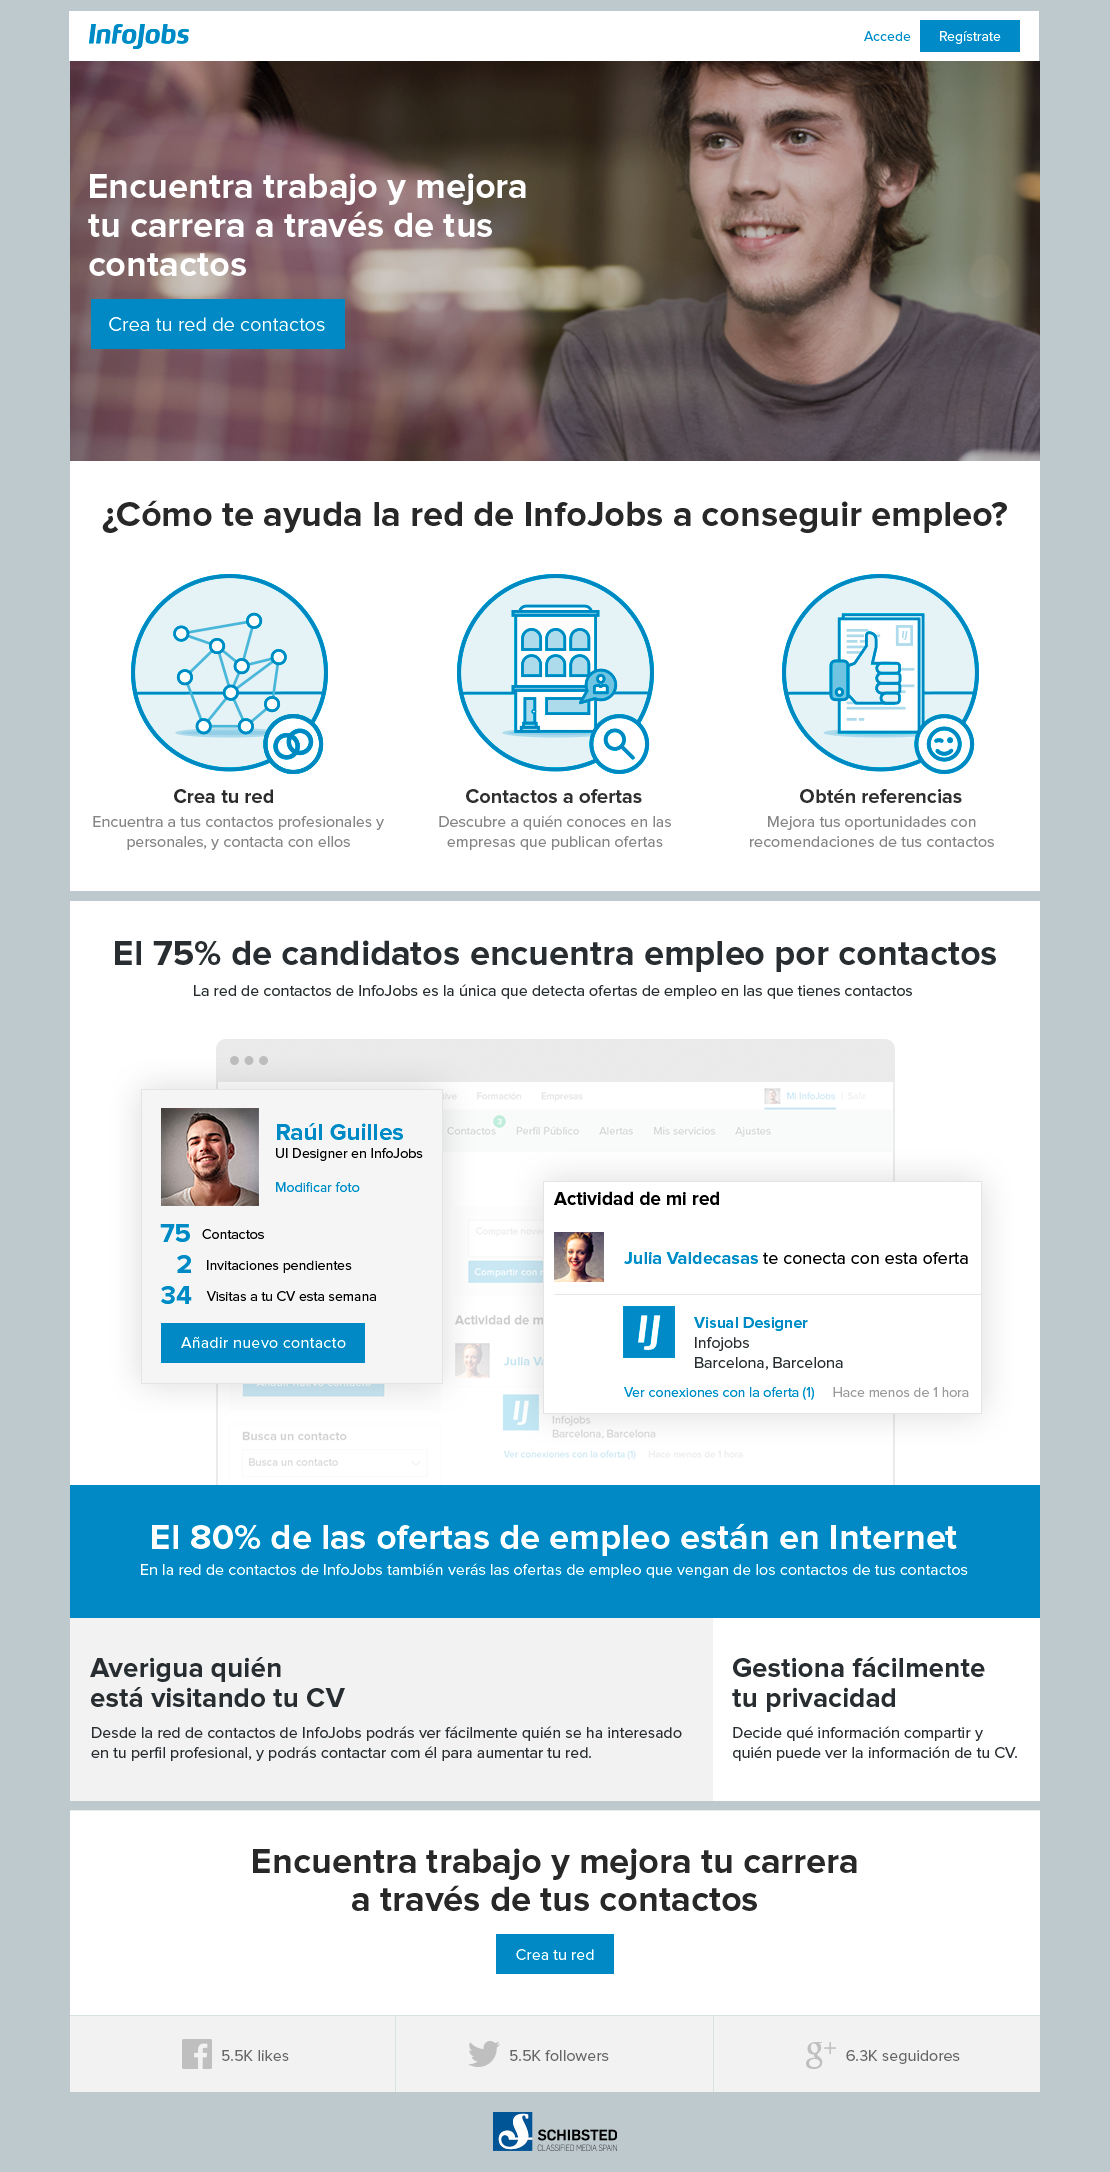 InfoJobs
Accede
Regístrate
Encuentra trabajo y mejora
tu carrera a través de tus
contactos
Crea tu red de contactos
¿Cómo te ayuda la red de InfoJobs a conseguir empleo?
Crea tu red
Encuentra a tus contactos profesionales y
personales, y contacta con ellos
Contactos a ofertas
Descubre a quién conoces en las
empresas que publican ofertas
Obtén referencias
Mejora tus oportunidades con
recomendaciones de tus contactos
El 75% de candidatos encuentra empleo por contactos
La red de contactos de InfoJobs es la única que detecta ofertas de empleo en las que tienes contactos
Formación
Empresas
Mi InfoJobs | Salir
Contactos
3
Perfil Público
Alertas
Mis servicios
Ajustes
Raúl Guilles
UI Designer en InfoJobs
Modificar foto
75 Contactos
2 Invitaciones pendientes
34 Visitas a tu CV esta semana
Añadir nuevo contacto
Comparte
Compartir con
Actividad de m
Julia Va
IJ
Infojobs
Barcelona, Barcelona
Ver conexiones con la oferta (1)
Hace menos de 1 hora
Actividad de mi red
Julia Valdecasas te conecta con esta oferta
IJ
Visual Designer
Infojobs
Barcelona, Barcelona
Ver conexiones con la oferta (1)
Hace menos de 1 hora
Busca un contacto
Busca un contacto
El 80% de las ofertas de empleo están en Internet
En la red de contactos de InfoJobs también verás las ofertas de empleo que vengan de los contactos de tus contactos
Averigua quién
está visitando tu CV
Desde la red de contactos de InfoJobs podrás ver fácilmente quién se ha interesado
en tu perfil profesional, y podrás contactar com él para aumentar tu red.
Gestiona fácilmente
tu privacidad
Decide qué información compartir y
quién puede ver la información de tu CV.
Encuentra trabajo y mejora tu carrera
a través de tus contactos
Crea tu red
5.5K likes
5.5K followers
g+ 6.3K seguidores
SCHIBSTED
CLASSIFIED MEDIA SPAIN